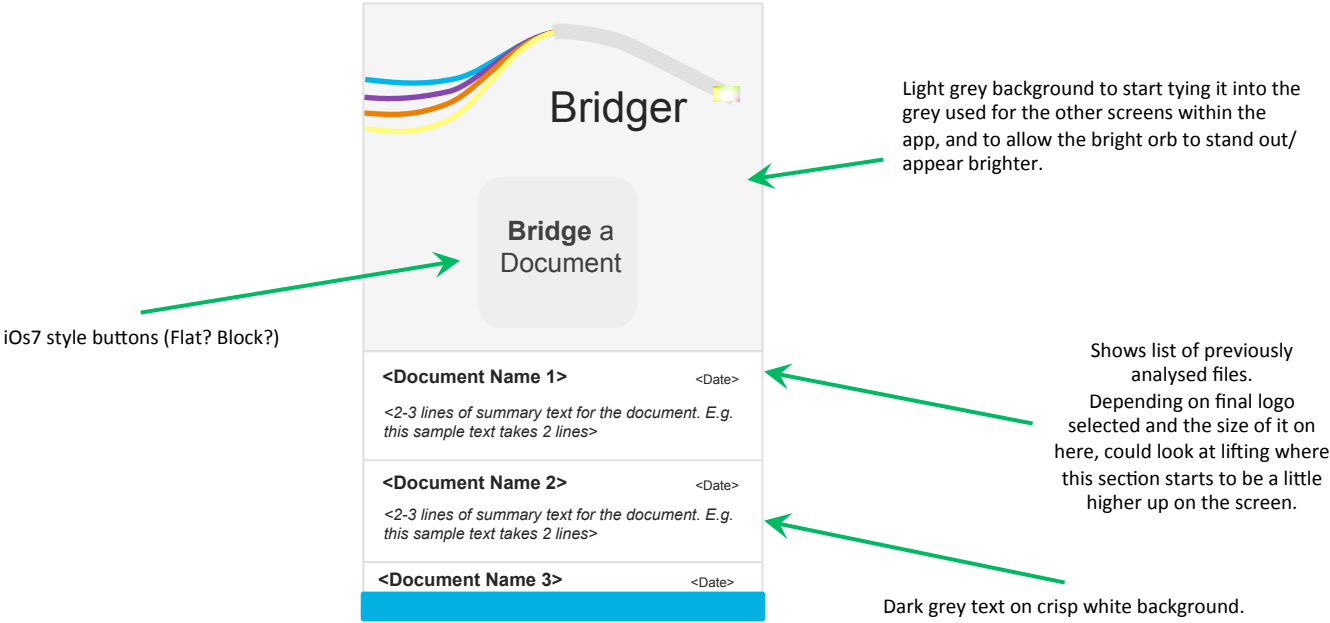 Bridger
Light grey background to start tying it into the
grey used for the other screens within the
app, and to allow the bright orb to stand out/
appear brighter.
Bridge a
Document
iOs7 style buttons (Flat? Block?)
<Document Name 1>
<Date>
<2-3 lines of summary text for the document. E.g.
this sample text takes 2 lines>
Shows list of previously
analysed files.
Depending on final logo
selected and the size of it on
here, could look at lifting where
this section starts to be a little
higher up on the screen.
<Document Name 2>
<Date>
<2-3 lines of summary text for the document. E.g.
this sample text takes 2 lines>
<Document Name 3>
<Date>
Dark grey text on crisp white background.